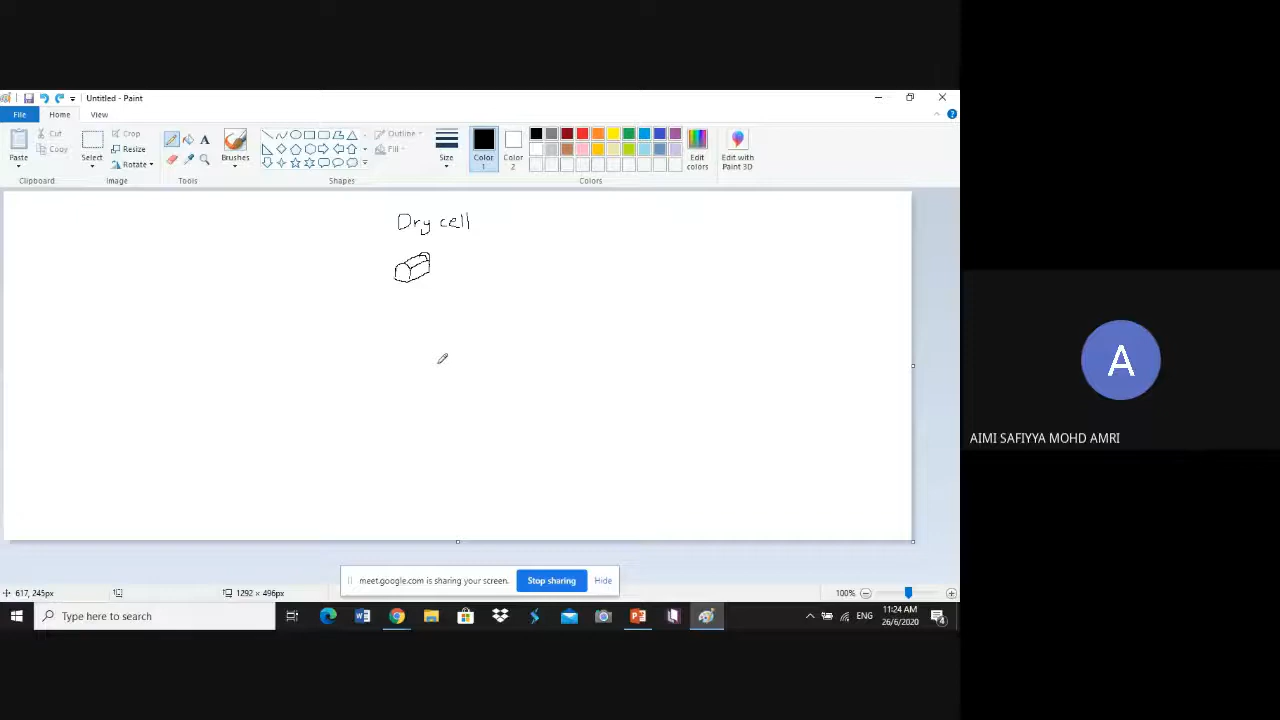 Untitled - Paint
File
Home
View
Paste
Cut
Copy
Clipboard
Select
Crop
Resize
Rotate
Image
Tools
Brushes
Shapes
Outline
Fill
Size
Color
1
Color
2
Colors
Edit
colors
Edit with
Paint 3D
Dry cell
A
AIMI SAFIYYA MOHD AMRI
meet.google.com is sharing your screen.
Stop sharing
Hide
617, 245px
1292 × 496px
100%
Type here to search
ENG
11:24 AM
26/6/2020
4